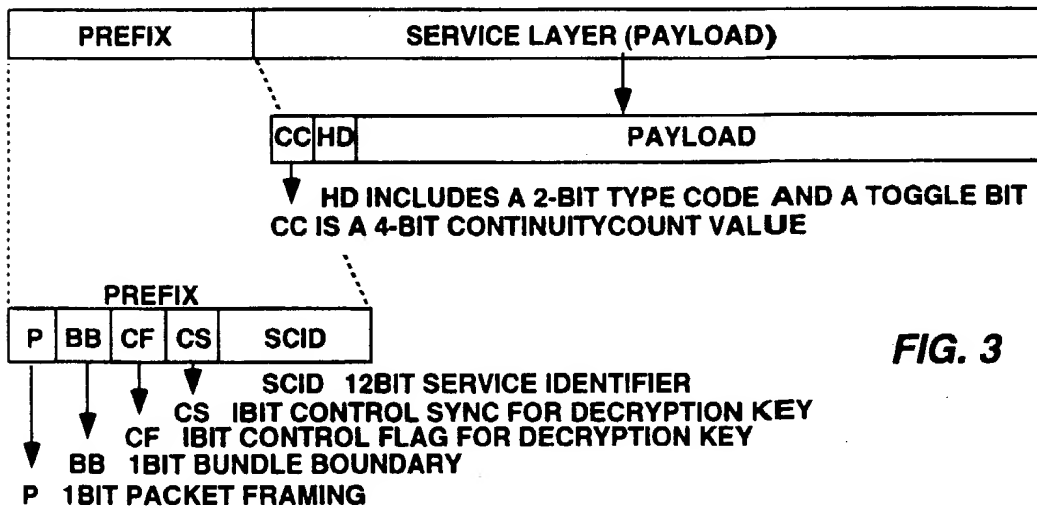 PREFIX SERVICE LAYER (PAYLOAD)
CC HD PAYLOAD
HD INCLUDES A 2-BIT TYPE CODE AND A TOGGLE BIT
CC IS A 4-BIT CONTINUITYCOUNT VALUE
PREFIX
P BB CF CS SCID
FIG. 3
SCID 12BIT SERVICE IDENTIFIER
CS IBIT CONTROL SYNC FOR DECRYPTION KEY
CF IBIT CONTROL FLAG FOR DECRYPTION KEY
BB 1BIT BUNDLE BOUNDARY
P 1BIT PACKET FRAMING